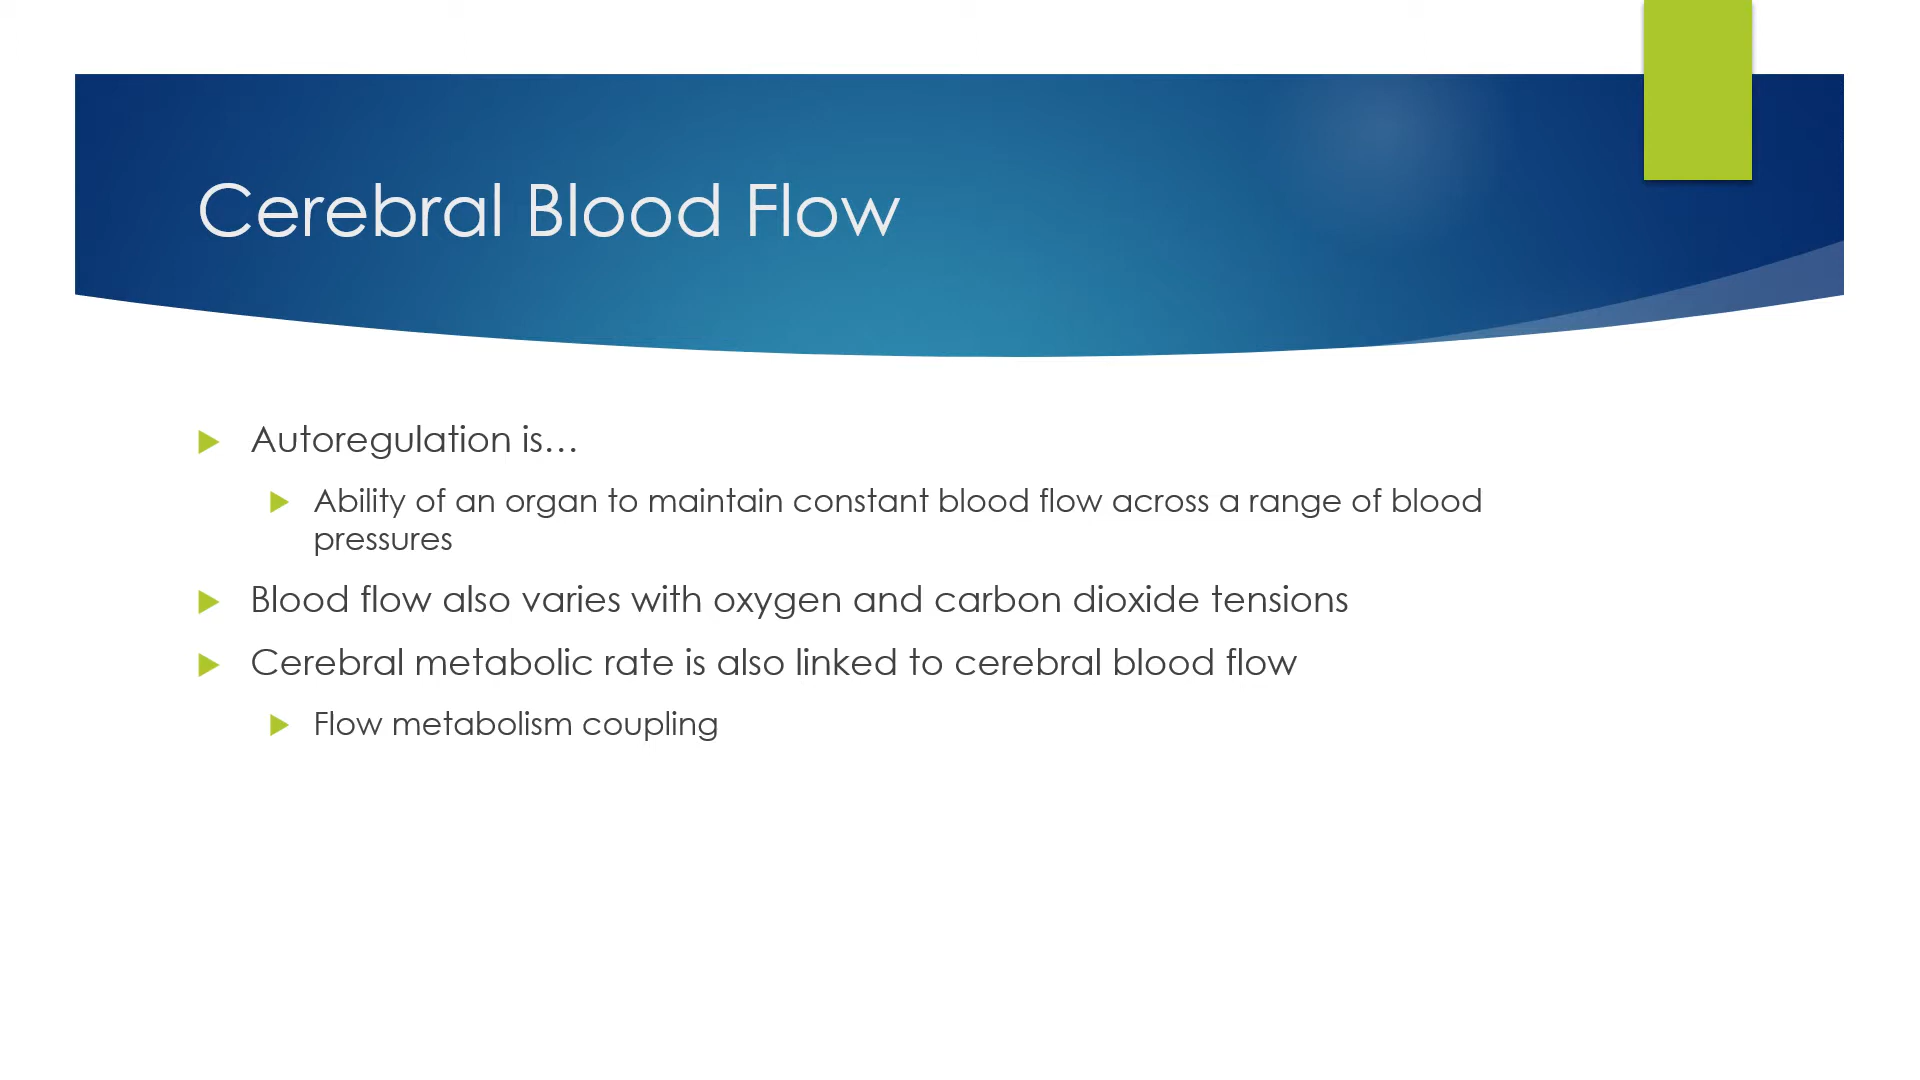 Cerebral Blood Flow
Autoregulation is…
Ability of an organ to maintain constant blood flow across a range of blood
pressures
Blood flow also varies with oxygen and carbon dioxide tensions
Cerebral metabolic rate is also linked to cerebral blood flow
Flow metabolism coupling